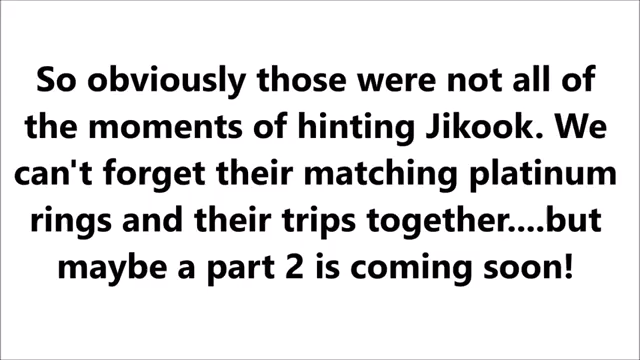 So obviously those were not all of
the moments of hinting Jikook. We
can't forget their matching platinum
rings and their trips together....but
maybe a part 2 is coming soon!